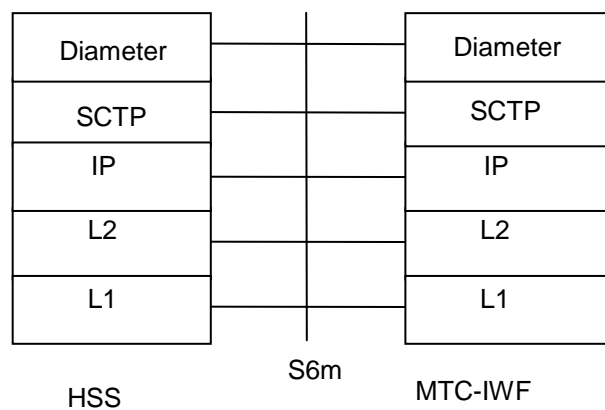 Diameter
SCTP
IP
L2
L1
HSS
S6m
Diameter
SCTP
IP
L2
L1
MTC-IWF